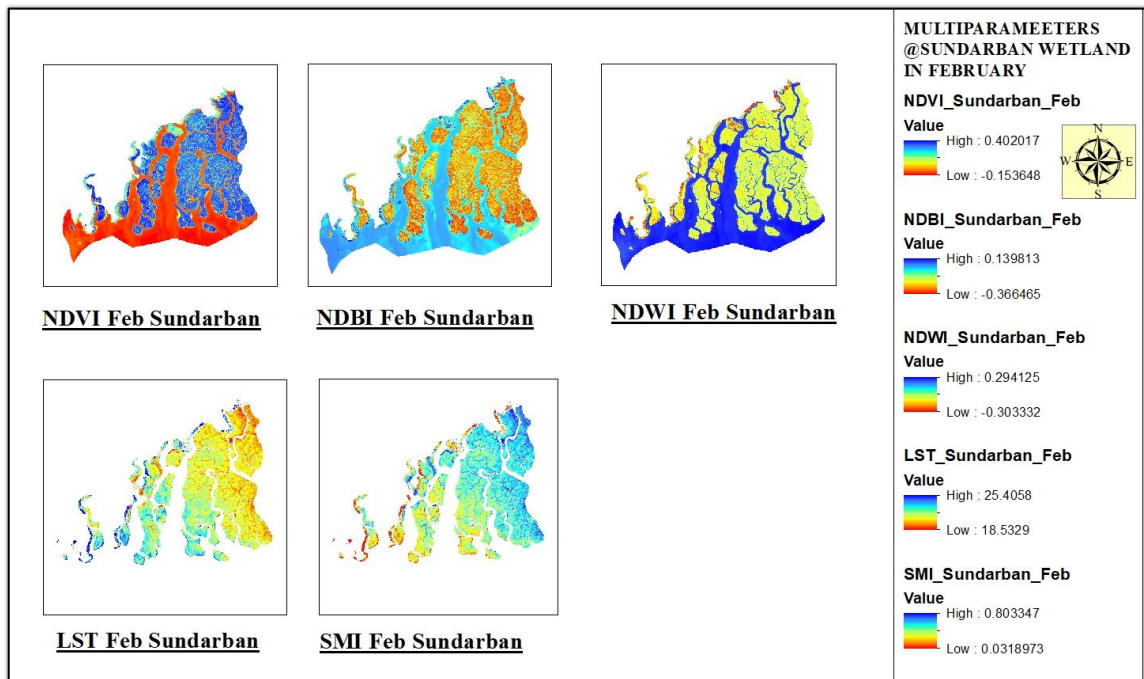 MULTIPARAMEETERS
@SUNDARBAN WETLAND
IN FEBRUARY
NDVI_Sundarban_Feb
Value
High : 0.402017
Low : -0.153648
N
W E
S
NDBI_Sundarban_Feb
Value
High : 0.139813
Low : -0.366465
NDWI_Sundarban_Feb
Value
High : 0.294125
Low : -0.303332
LST_Sundarban_Feb
Value
High : 25.4058
Low : 18.5329
SMI_Sundarban_Feb
Value
High : 0.803347
Low : 0.0318973
NDVI Feb Sundarban
NDBI Feb Sundarban
NDWI Feb Sundarban
LST Feb Sundarban
SMI Feb Sundarban